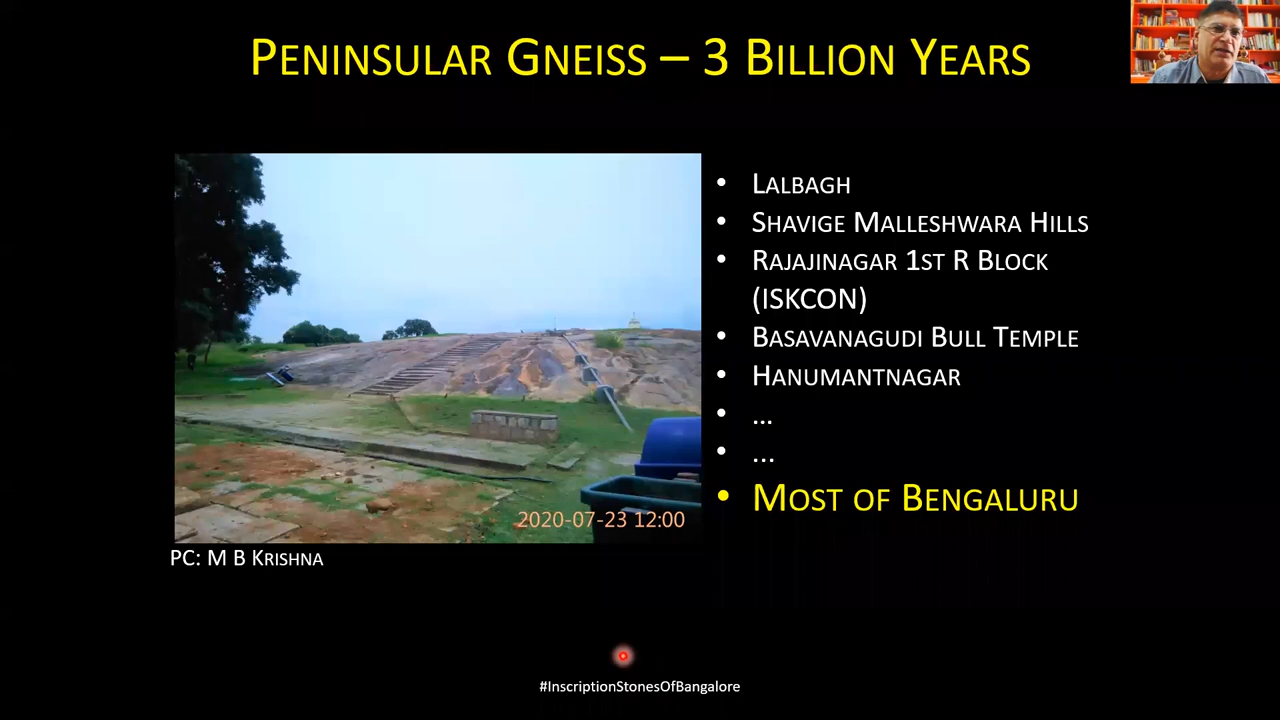 Peninsular Gneiss – 3 Billion Years
• Lalbagh
• Shavige Malleshwara Hills
• Rajajinagar 1st R Block
(ISKCON)
• Basavanagudi Bull Temple
• Hanumantnagar
• ...
• ...
• Most of Bengaluru
2020-07-23 12:00
PC: M B Krishna
#InscriptionStonesOfBangalore